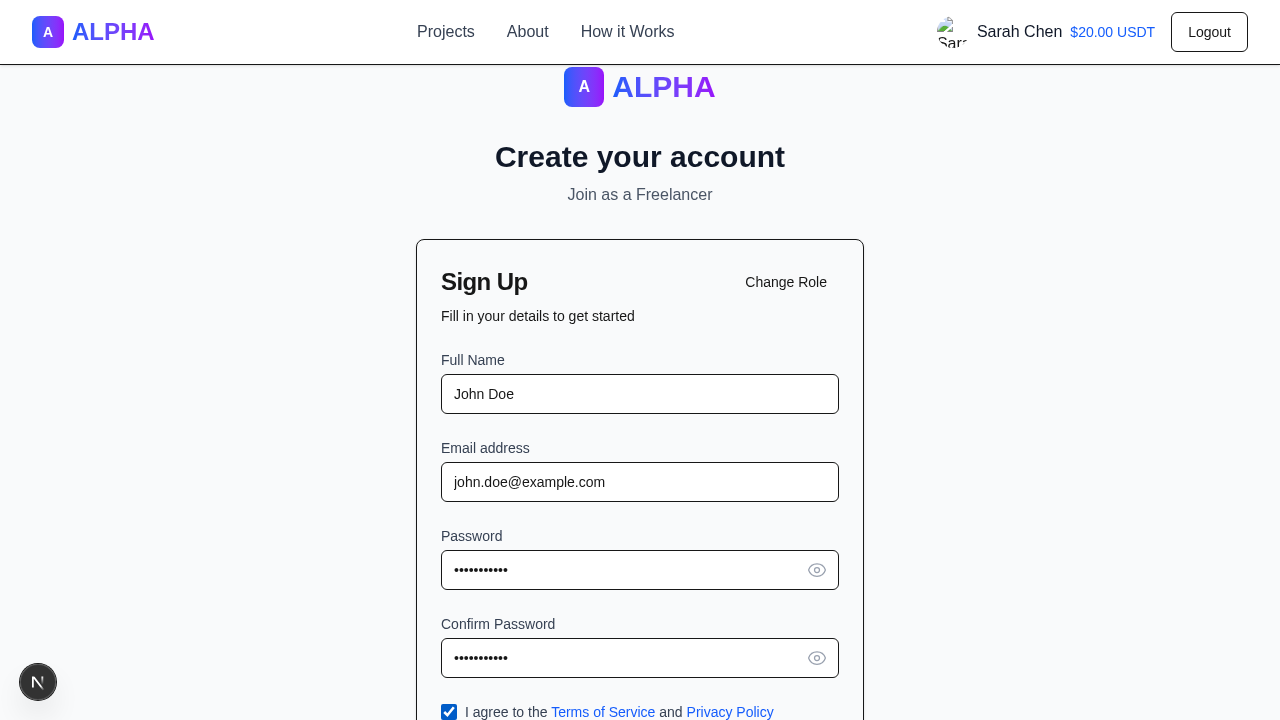 A ALPHA
Projects
About
How it Works
Sarah Chen
$20.00 USDT
Logout
A ALPHA
Create your account
Join as a Freelancer
Sign Up
Change Role
Fill in your details to get started
Full Name
John Doe
Email address
john.doe@example.com
Password
•••••••••••
Confirm Password
•••••••••••
I agree to the Terms of Service and Privacy Policy
N